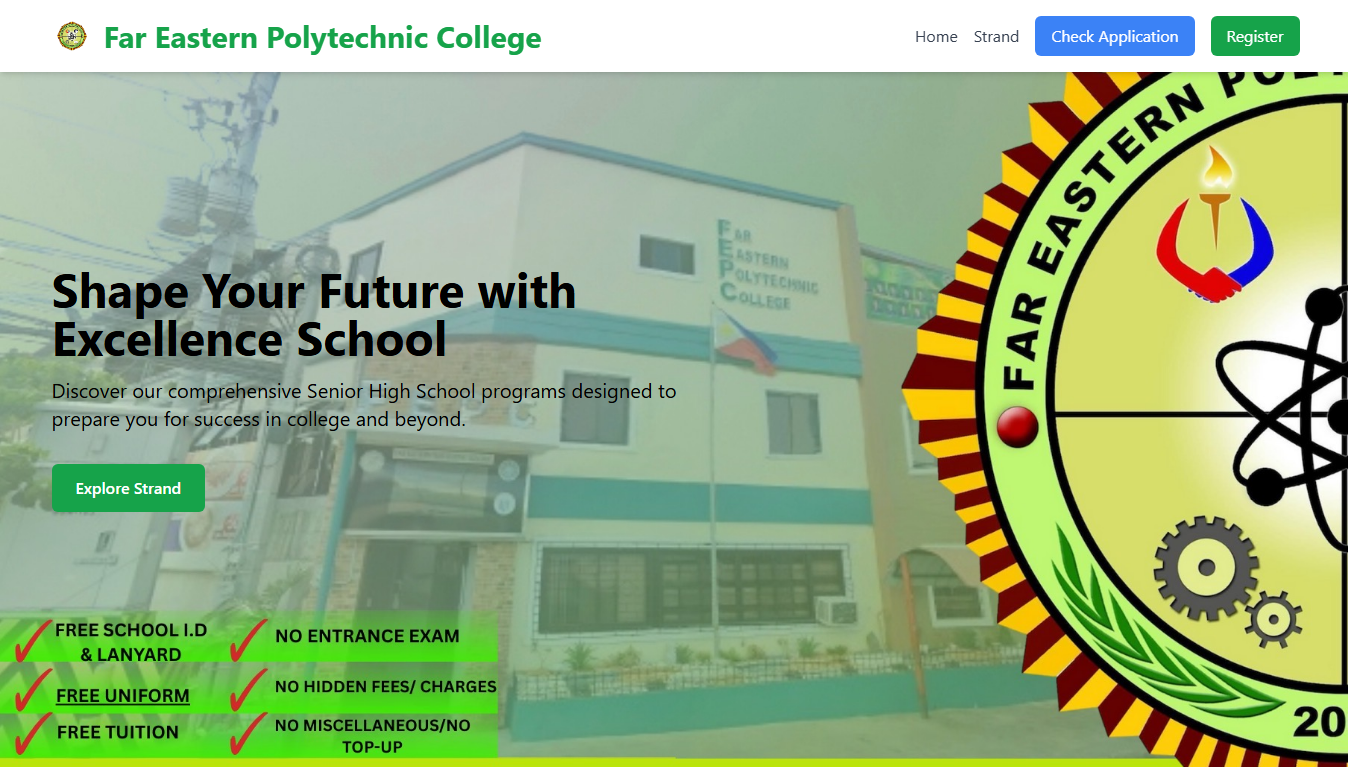 Far Eastern Polytechnic College
Home
Strand
Check Application
Register
FAR EASTERN
FAR
EASTERN
POLYTECHNIC
COLLEGE
Shape Your Future with
Excellence School
Discover our comprehensive Senior High School programs designed to
prepare you for success in college and beyond.
Explore Strand
FREE SCHOOL I.D
& LANYARD
NO ENTRANCE EXAM
FREE UNIFORM
NO HIDDEN FEES/ CHARGES
FREE TUITION
NO MISCELLANEOUS/NO
TOP-UP
20